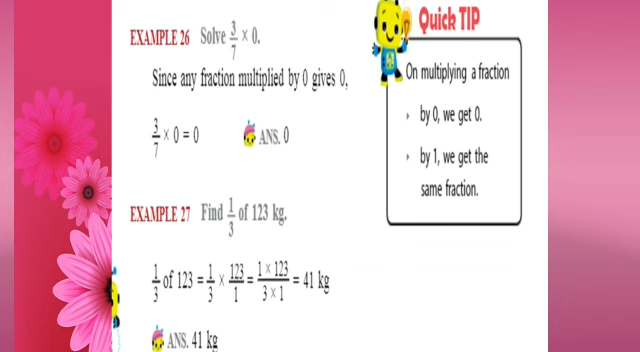 EXAMPLE 26 Solve 3/7 × 0.
Since any fraction multiplied by 0 gives 0,
3/7 × 0 = 0
ANS. 0
Quick TIP
On multiplying a fraction
by 0, we get 0.
by 1, we get the
same fraction.
EXAMPLE 27 Find 1/3 of 123 kg.
1/3 of 123 = 1/3 × 123/1 = 1 × 123/3 × 1 = 41 kg
ANS. 41 kg